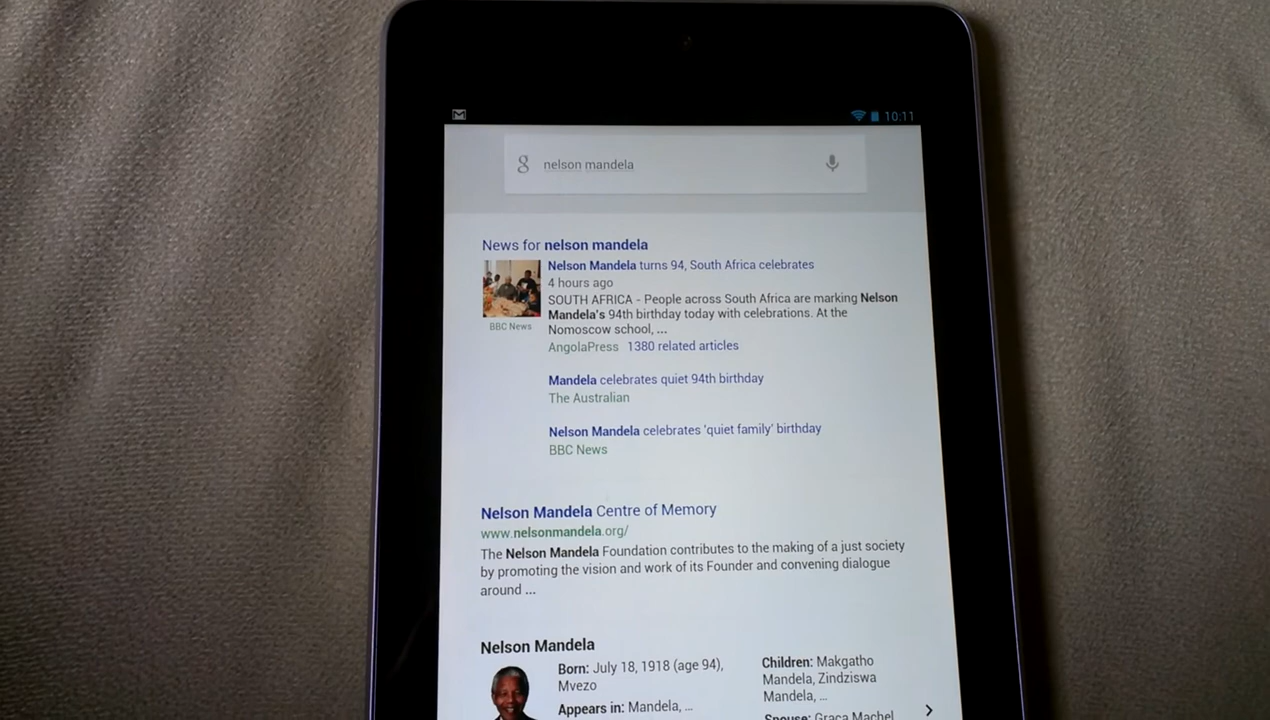 10:11
g nelson mandela
News for nelson mandela
Nelson Mandela turns 94, South Africa celebrates
4 hours ago
SOUTH AFRICA - People across South Africa are marking Nelson
Mandela's 94th birthday today with celebrations. At the
Nomoscow school, ...
BBC News
AngolaPress 1380 related articles
Mandela celebrates quiet 94th birthday
The Australian
Nelson Mandela celebrates 'quiet family' birthday
BBC News
Nelson Mandela Centre of Memory
www.nelsonmandela.org/
The Nelson Mandela Foundation contributes to the making of a just society
by promoting the vision and work of its Founder and convening dialogue
around ...
Nelson Mandela
Born: July 18, 1918 (age 94),
Mvezo
Appears in: Mandela, ...
Children: Makgatho
Mandela, Zindziswa
Mandela, ...
Spouse: Graça Machel